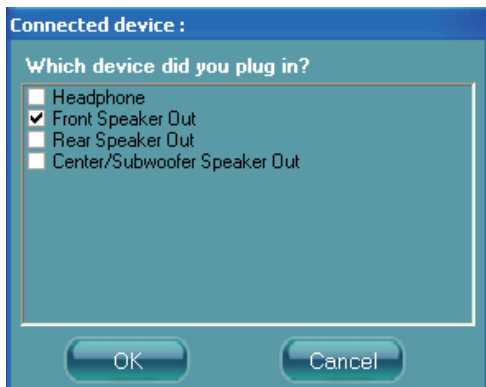 Connected device :
Which device did you plug in?
Headphone
Front Speaker Out
Rear Speaker Out
Center/Subwoofer Speaker Out
OK
Cancel